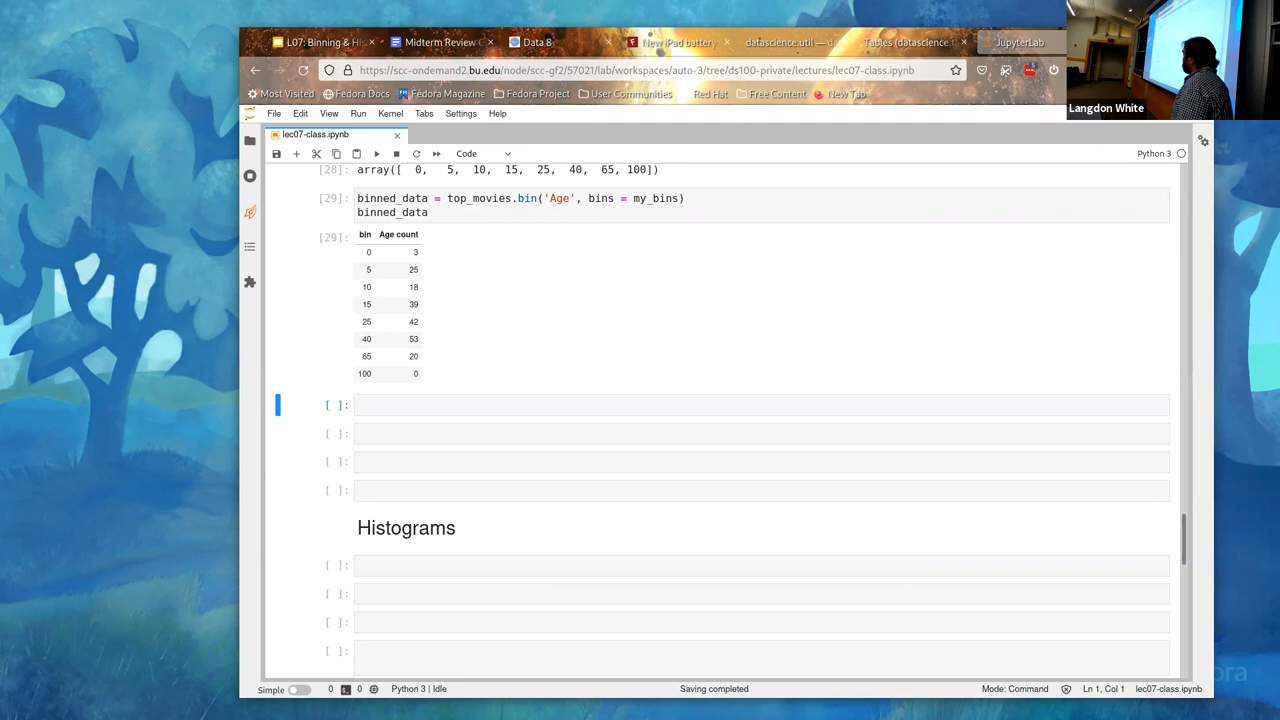 L07: Binning & Hi
Midterm Review
Data 8
New iPad battery
datascience.util — da
Tables (datascience.t
JupyterLab
https://scc-ondemand2.bu.edu/node/scc-gf2/57021/lab/workspaces/auto-3/tree/ds100-private/lectures/lec07-class.ipynb
Most Visited
Fedora Docs
Fedora Magazine
Fedora Project
User Communities
Red Hat
Free Content
New Tab
Langdon White
File Edit View Run Kernel Tabs Settings Help
lec07-class.ipynb
Code
Python 3
[28]: array([ 0, 5, 10, 15, 25, 40, 65, 100])
[29]: binned_data = top_movies.bin('Age', bins = my_bins)
binned_data
[29]: bin Age count
0 3
5 25
10 18
15 39
25 42
40 53
65 20
100 0
[ ]:
[ ]:
[ ]:
[ ]:
Histograms
[ ]:
[ ]:
[ ]:
[ ]:
Simple 0 0 Python 3 | Idle Saving completed Mode: Command Ln 1, Col 1 lec07-class.ipynb